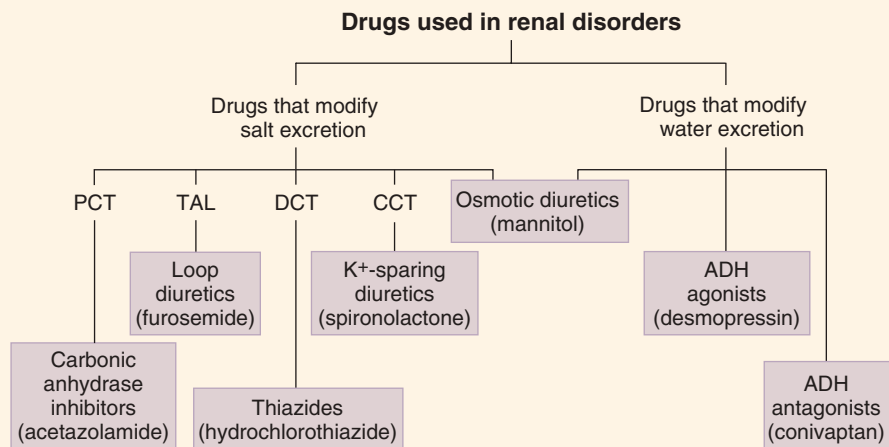 Drugs used in renal disorders
Drugs that modify
salt excretion
Drugs that modify
water excretion
PCT
TAL
DCT
CCT
Osmotic diuretics
(mannitol)
Loop
diuretics
(furosemide)
K+-sparing
diuretics
(spironolactone)
ADH
agonists
(desmopressin)
Carbonic
anhydrase
inhibitors
(acetazolamide)
Thiazides
(hydrochlorothiazide)
ADH
antagonists
(conivaptan)